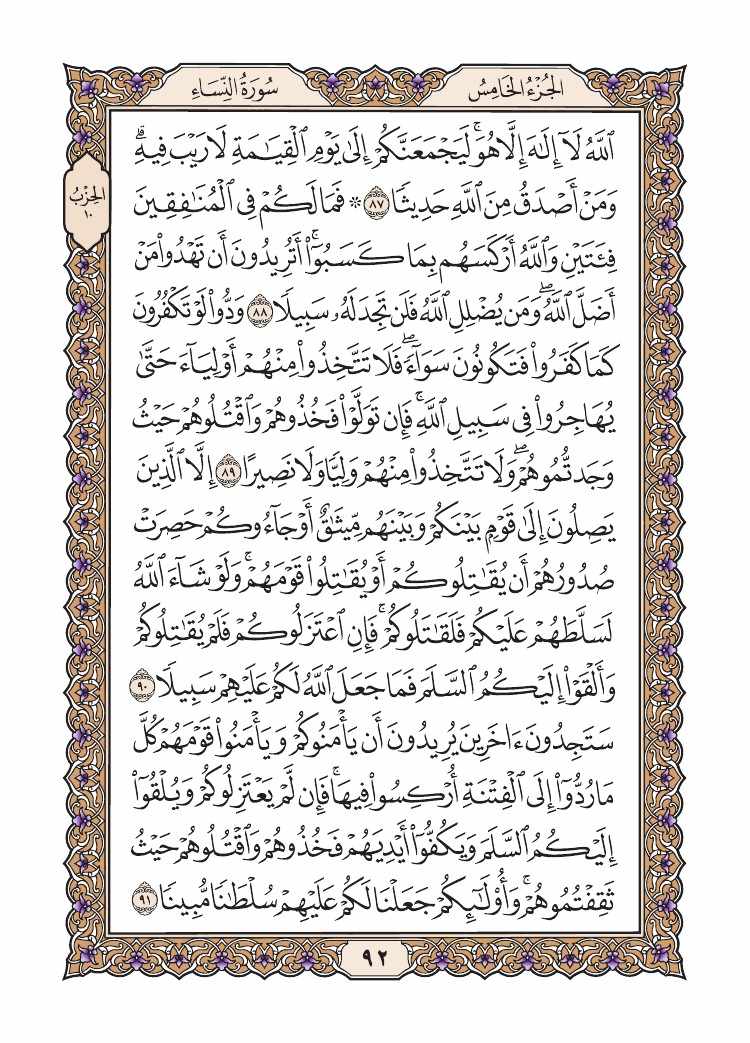 الجُزْءُ الخَامِسُ
سُورَةُ النِّسَاءِ
ٱللَّهُ لَآ إِلَٰهَ إِلَّا هُوَۚ لَيَجۡمَعَنَّكُمۡ إِلَىٰ يَوۡمِ ٱلۡقِيَٰمَةِ لَا رَيۡبَ فِيهِۗ
وَمَنۡ أَصۡدَقُ مِنَ ٱللَّهِ حَدِيثٗا ٨٧ ۞ فَمَا لَكُمۡ فِي ٱلۡمُنَٰفِقِينَ
فِئَتَيۡنِ وَٱللَّهُ أَرۡكَسَهُم بِمَا كَسَبُوٓاْۚ أَتُرِيدُونَ أَن تَهۡدُواْ مَنۡ
أَضَلَّ ٱللَّهُۖ وَمَن يُضۡلِلِ ٱللَّهُ فَلَن تَجِدَ لَهُۥ سَبِيلٗا ٨٨ وَدُّواْ لَوۡ تَكۡفُرُونَ
كَمَا كَفَرُواْ فَتَكُونُونَ سَوَآءٗۖ فَلَا تَتَّخِذُواْ مِنۡهُمۡ أَوۡلِيَآءَ حَتَّىٰ
يُهَاجِرُواْ فِي سَبِيلِ ٱللَّهِۚ فَإِن تَوَلَّوۡاْ فَخُذُوهُمۡ وَٱقۡتُلُوهُمۡ حَيۡثُ
وَجَدتُّمُوهُمۡۖ وَلَا تَتَّخِذُواْ مِنۡهُمۡ وَلِيّٗا وَلَا نَصِيرًا ٨٩ إِلَّا ٱلَّذِينَ
يَصِلُونَ إِلَىٰ قَوۡمِۭ بَيۡنَكُمۡ وَبَيۡنَهُم مِّيثَٰقٌ أَوۡ جَآءُوكُمۡ حَصِرَتۡ
صُدُورُهُمۡ أَن يُقَٰتِلُوكُمۡ أَوۡ يُقَٰتِلُواْ قَوۡمَهُمۡۚ وَلَوۡ شَآءَ ٱللَّهُ
لَسَلَّطَهُمۡ عَلَيۡكُمۡ فَلَقَٰتَلُوكُمۡۚ فَإِنِ ٱعۡتَزَلُوكُمۡ فَلَمۡ يُقَٰتِلُوكُمۡ
وَأَلۡقَوۡاْ إِلَيۡكُمُ ٱلسَّلَمَ فَمَا جَعَلَ ٱللَّهُ لَكُمۡ عَلَيۡهِمۡ سَبِيلٗا ٩٠
سَتَجِدُونَ ءَاخَرِينَ يُرِيدُونَ أَن يَأۡمَنُوكُمۡ وَيَأۡمَنُواْ قَوۡمَهُمۡ كُلَّ
مَا رُدُّوٓاْ إِلَى ٱلۡفِتۡنَةِ أُرۡكِسُواْ فِيهَاۚ فَإِن لَّمۡ يَعۡتَزِلُوكُمۡ وَيُلۡقُوٓاْ
إِلَيۡكُمُ ٱلسَّلَمَ وَيَكُفُّوٓاْ أَيۡدِيَهُمۡ فَخُذُوهُمۡ وَٱقۡتُلُوهُمۡ حَيۡثُ
ثَقِفۡتُمُوهُمۡۚ وَأُوْلَٰٓئِكُمۡ جَعَلۡنَا لَكُمۡ عَلَيۡهِمۡ سُلۡطَٰنٗا مُّبِينٗا ٩١
الحِزْبُ
١٠
٩٢